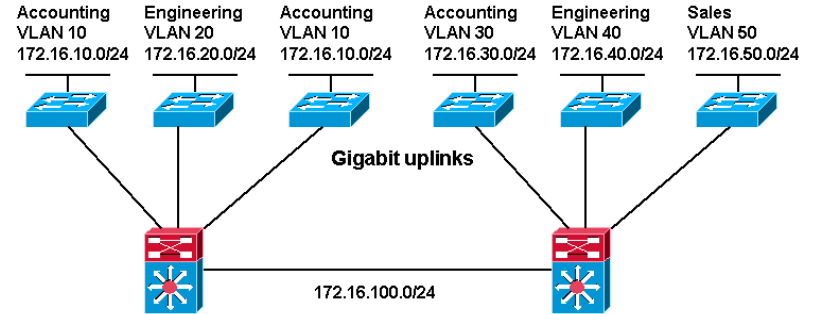 Accounting
VLAN 10
172.16.10.0/24
Engineering
VLAN 20
172.16.20.0/24
Accounting
VLAN 10
172.16.10.0/24
Accounting
VLAN 30
172.16.30.0/24
Engineering
VLAN 40
172.16.40.0/24
Sales
VLAN 50
172.16.50.0/24
Gigabit uplinks
172.16.100.0/24